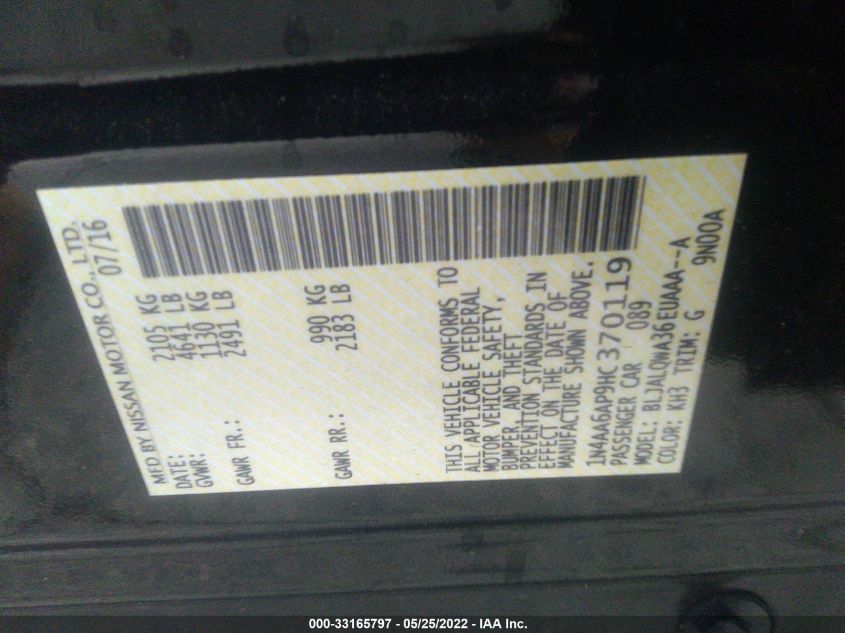 MFD BY NISSAN MOTOR CO., LTD.
DATE: 07/16
GVWR: 2105 KG
4641 LB
GAWR FR.: 1130 KG
2491 LB
GAWR RR.: 990 KG
2183 LB
THIS VEHICLE CONFORMS TO
ALL APPLICABLE FEDERAL
MOTOR VEHICLE SAFETY,
BUMPER, AND THEFT
PREVENTION STANDARDS IN
EFFECT ON THE DATE OF
MANUFACTURE SHOWN ABOVE.
1N4AA6AP9HC370119
PASSENGER CAR 089
MODEL: BLJALQWA36EUAAA--A
COLOR: KH3 TRIM: G 9N00A
000-33165797 - 05/25/2022 - IAA Inc.